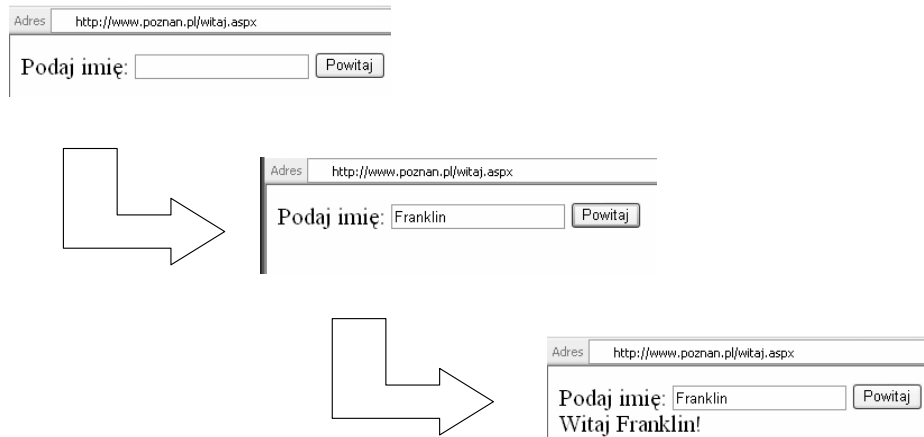 Adres http://www.poznan.pl/witaj.aspx
Podaj imię: Powitaj
Adres http://www.poznan.pl/witaj.aspx
Podaj imię: Franklin Powitaj
Adres http://www.poznan.pl/witaj.aspx
Podaj imię: Franklin Powitaj
Witaj Franklin!